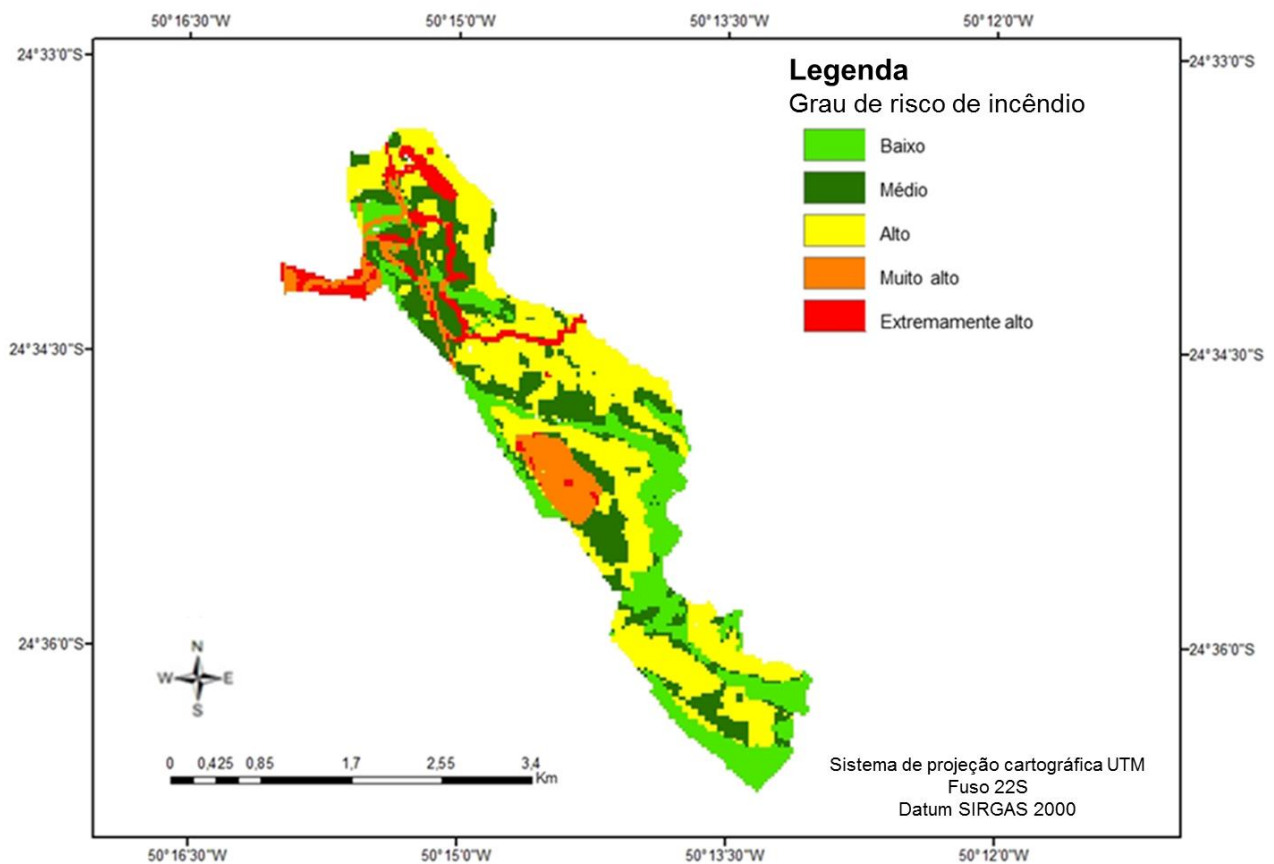 50°16'30"W 50°15'0"W 50°13'30"W 50°12'0"W
24°33'0"S 24°33'0"S
Legenda
Grau de risco de incêndio
Baixo
Médio
Alto
Muito alto
Extremamente alto
24°34'30"S 24°34'30"S
24°36'0"S 24°36'0"S
N
W E
S
0 0,425 0,85 1,7 2,55 3,4
Km
Sistema de projeção cartográfica UTM
Fuso 22S
Datum SIRGAS 2000
50°16'30"W 50°15'0"W 50°13'30"W 50°12'0"W